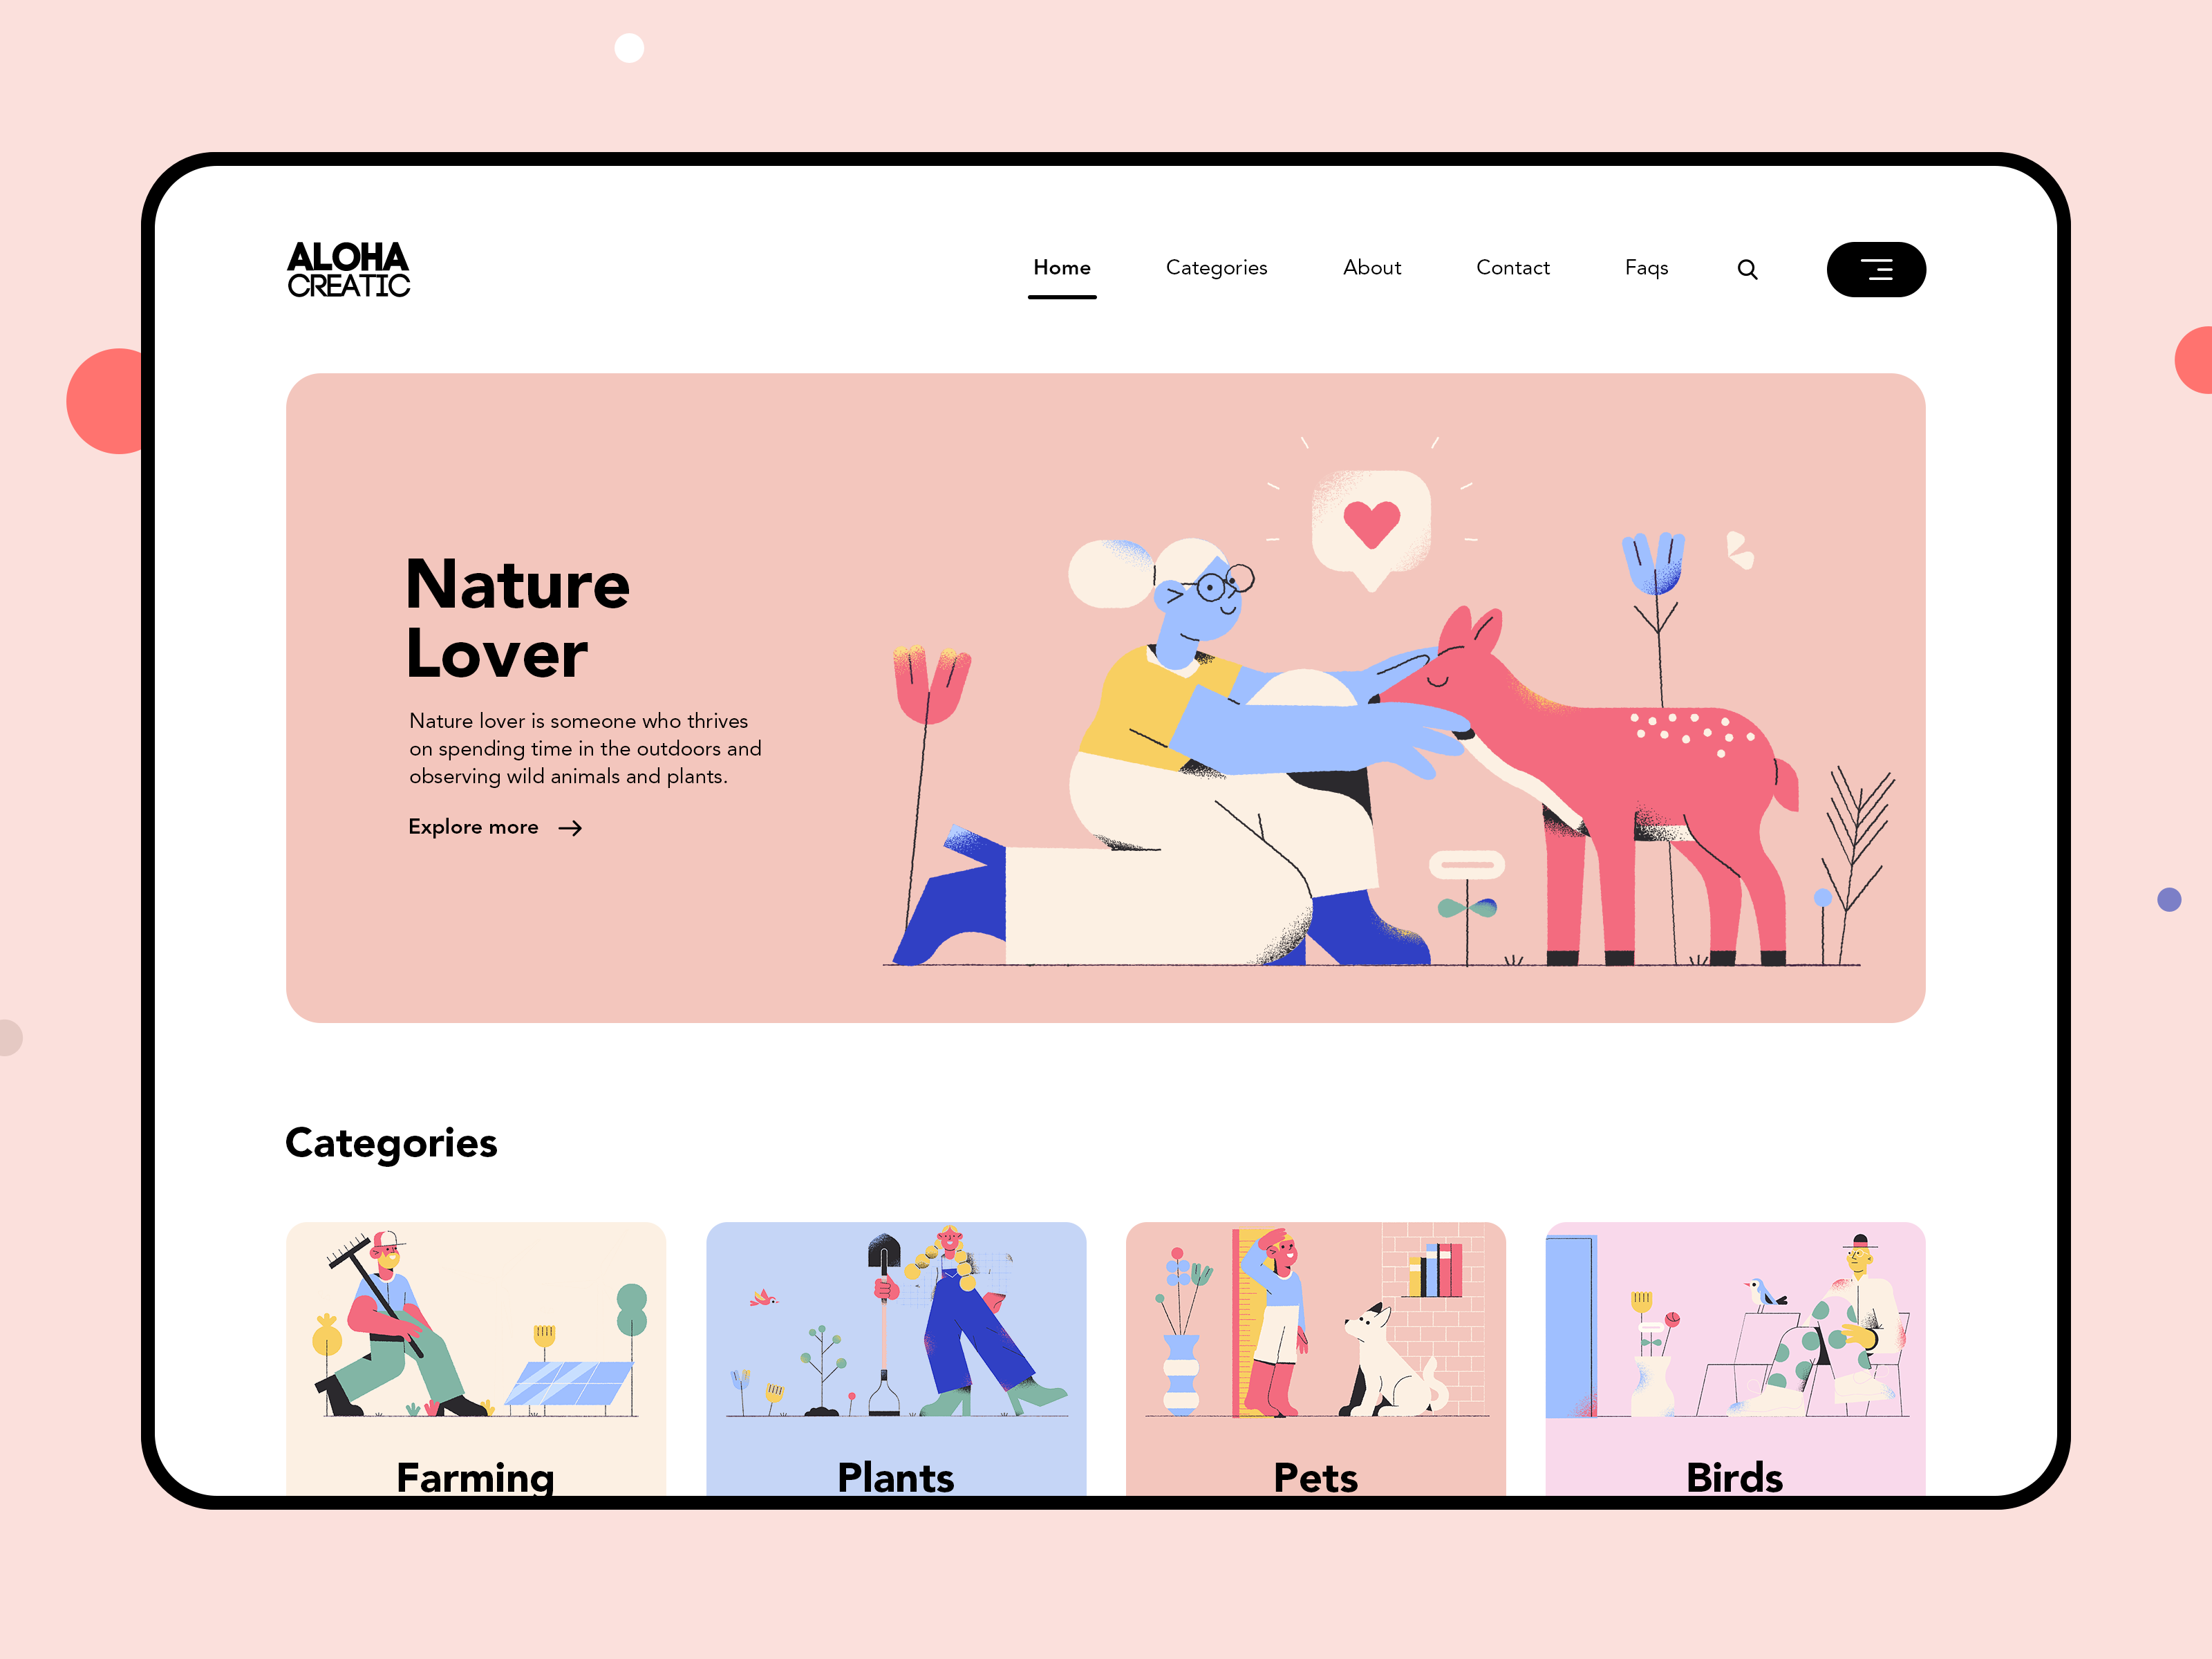 ALOHA
CREATIC
Home Categories About Contact Faqs
Nature
Lover
Nature lover is someone who thrives
on spending time in the outdoors and
observing wild animals and plants.
Explore more
Categories
Farming Plants Pets Birds